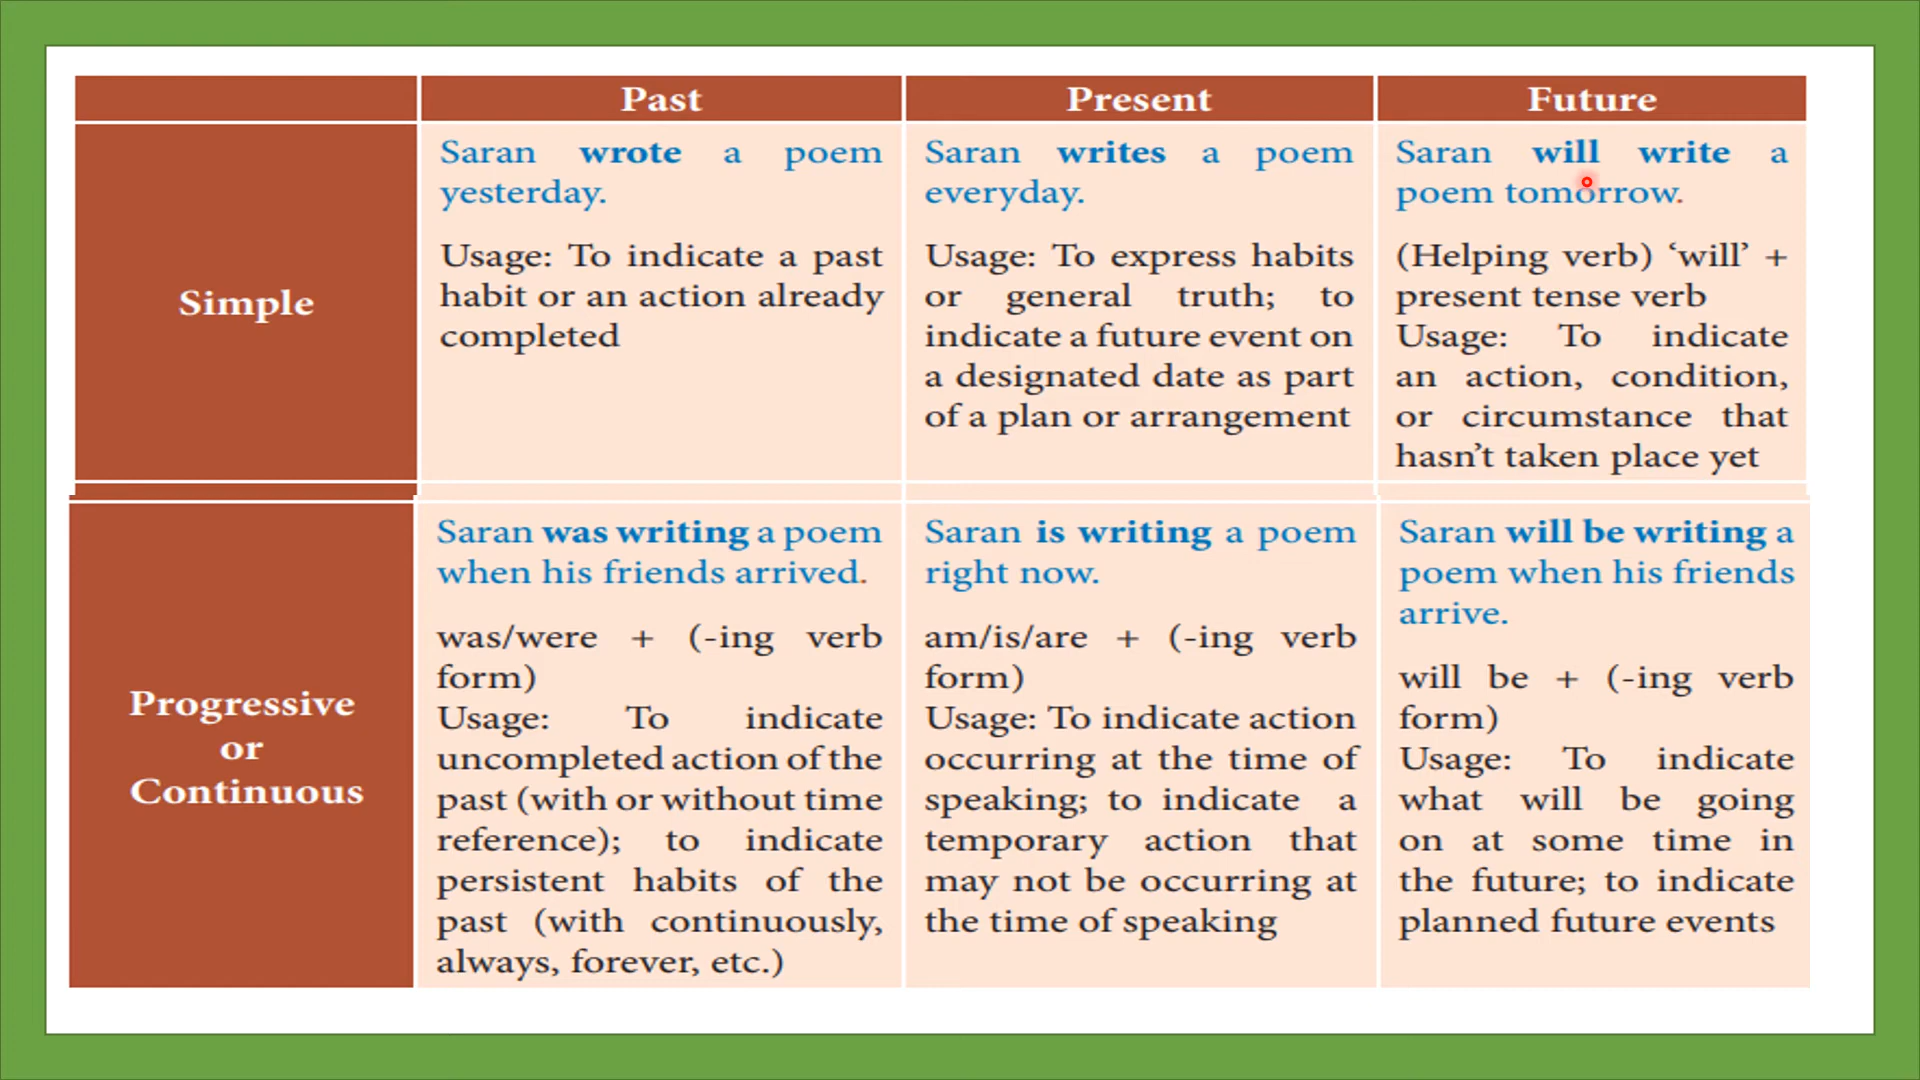 Past
Present
Future
Simple
Saran wrote a poem
yesterday.
Usage: To indicate a past
habit or an action already
completed
Saran writes a poem
everyday.
Usage: To express habits
or general truth; to
indicate a future event on
a designated date as part
of a plan or arrangement
Saran will write a
poem tomorrow.
(Helping verb) ‘will’ +
present tense verb
Usage: To indicate
an action, condition,
or circumstance that
hasn’t taken place yet
Progressive
or
Continuous
Saran was writing a poem
when his friends arrived.
was/were + (-ing verb
form)
Usage: To indicate
uncompleted action of the
past (with or without time
reference); to indicate
persistent habits of the
past (with continuously,
always, forever, etc.)
Saran is writing a poem
right now.
am/is/are + (-ing verb
form)
Usage: To indicate action
occurring at the time of
speaking; to indicate a
temporary action that
may not be occurring at
the time of speaking
Saran will be writing a
poem when his friends
arrive.
will be + (-ing verb
form)
Usage: To indicate
what will be going
on at some time in
the future; to indicate
planned future events